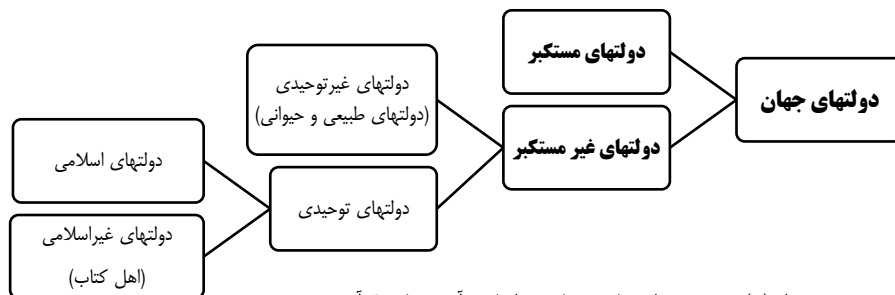 دولتهای جهان
دولتهای مستکبر
دولتهای غیر مستکبر
دولتهای غیرتوحیدی
(دولتهای طبیعی و حیوانی)
دولتهای توحیدی
دولتهای اسلامی
دولتهای غیراسلامی
(اهل کتاب)